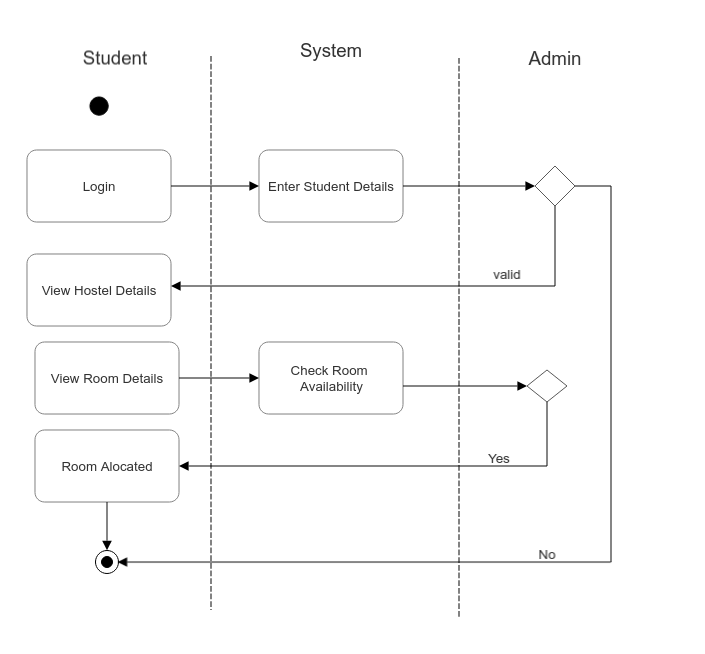 Student
System
Admin
Login
Enter Student Details
valid
View Hostel Details
View Room Details
Check Room
Availability
Yes
Room Alocated
No